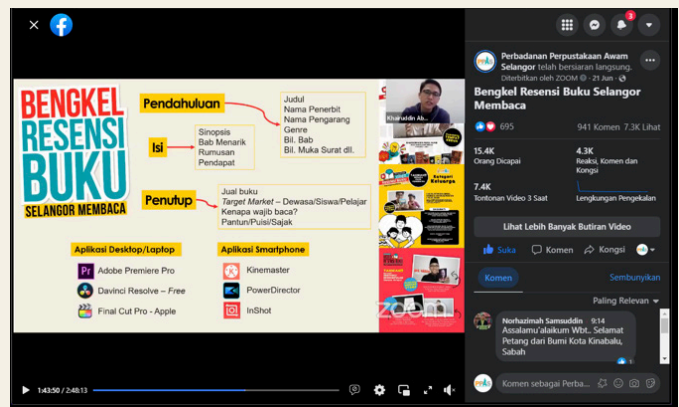 BENGKEL
RESENSI
BUKU
SELANGOR MEMBACA
Pendahuluan
Judul
Nama Penerbit
Nama Pengarang
Genre
Bil. Bab
Bil. Muka Surat dll.
Isi
Sinopsis
Bab Menarik
Rumusan
Pendapat
Penutup
Jual buku
Target Market – Dewasa/Siswa/Pelajar
Kenapa wajib baca?
Pantun/Puisi/Sajak
Aplikasi Desktop/Laptop
Pr Adobe Premiere Pro
Davinci Resolve – Free
Final Cut Pro - Apple
Aplikasi Smartphone
Kinemaster
PowerDirector
InShot
Khairuddin Ab...
Kategori
Keluarga
zoom
1:43:50 / 2:48:13
3
Perbadanan Perpustakaan Awam
Selangor telah bersiaran langsung.
Diterbitkan oleh ZOOM · 21 Jun ·
Bengkel Resensi Buku Selangor
Membaca
695
941 Komen 7.3K Lihat
15.4K
Orang Dicapai
4.3K
Reaksi, Komen dan
Kongsi
7.4K
Tontonan Video 3 Saat
Lengkungan Pengekalan
Lihat Lebih Banyak Butiran Video
Suka Komen Kongsi
Komen
Sembunyikan
Paling Relevan
Norhazimah Samsuddin 9:14
Assalamu'alaikum Wbt.. Selamat
Petang dari Bumi Kota Kinabalu,
Sabah
Komen sebagai Perba...